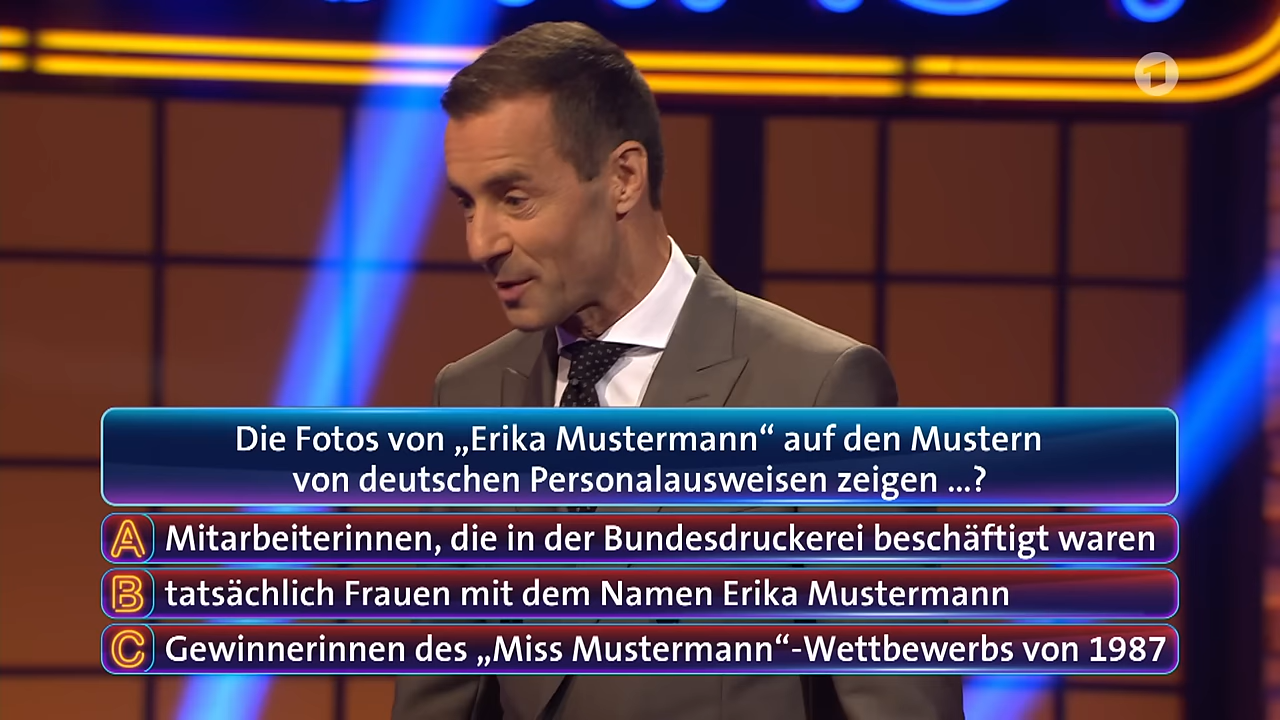 Die Fotos von „Erika Mustermann“ auf den Mustern
von deutschen Personalausweisen zeigen ...?
A Mitarbeiterinnen, die in der Bundesdruckerei beschäftigt waren
B tatsächlich Frauen mit dem Namen Erika Mustermann
C Gewinnerinnen des „Miss Mustermann“-Wettbewerbs von 1987